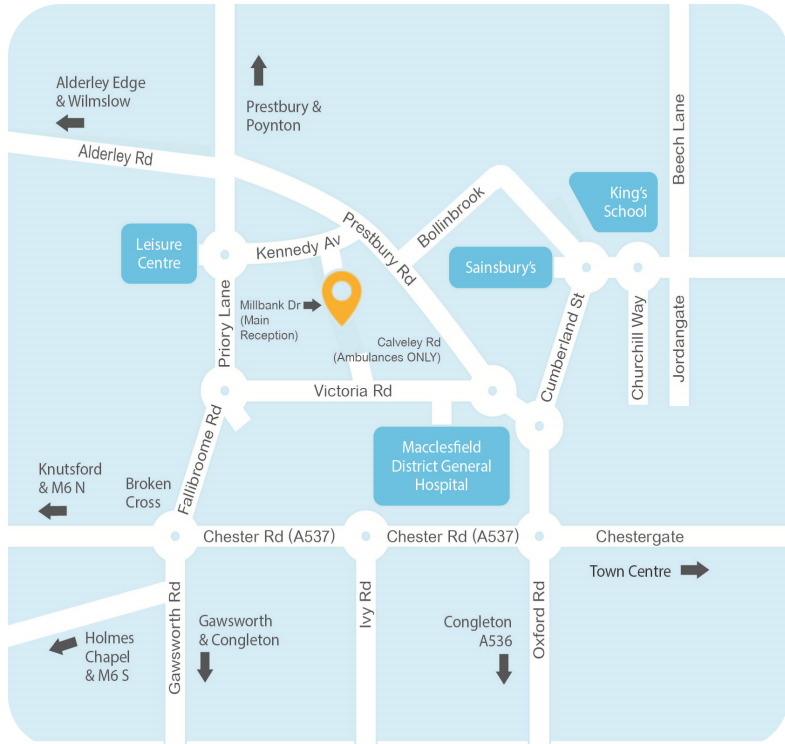 Alderley Edge
& Wilmslow
Prestbury &
Poynton
Alderley Rd
Beech Lane
King's
School
Bollinbrook
Prestbury Rd
Leisure
Centre
Kennedy Av
Sainsbury's
Millbank Dr
(Main
Reception)
Priory Lane
Calveley Rd
(Ambulances ONLY)
Cumberland St
Churchill Way
Jordangate
Victoria Rd
Fallibroome Rd
Macclesfield
District General
Hospital
Knutsford
& M6 N
Broken
Cross
Chester Rd (A537)
Chester Rd (A537)
Chestergate
Town Centre
Gawsworth Rd
Gawsworth
& Congleton
Ivy Rd
Congleton
A536
Oxford Rd
Holmes
Chapel
& M6 S